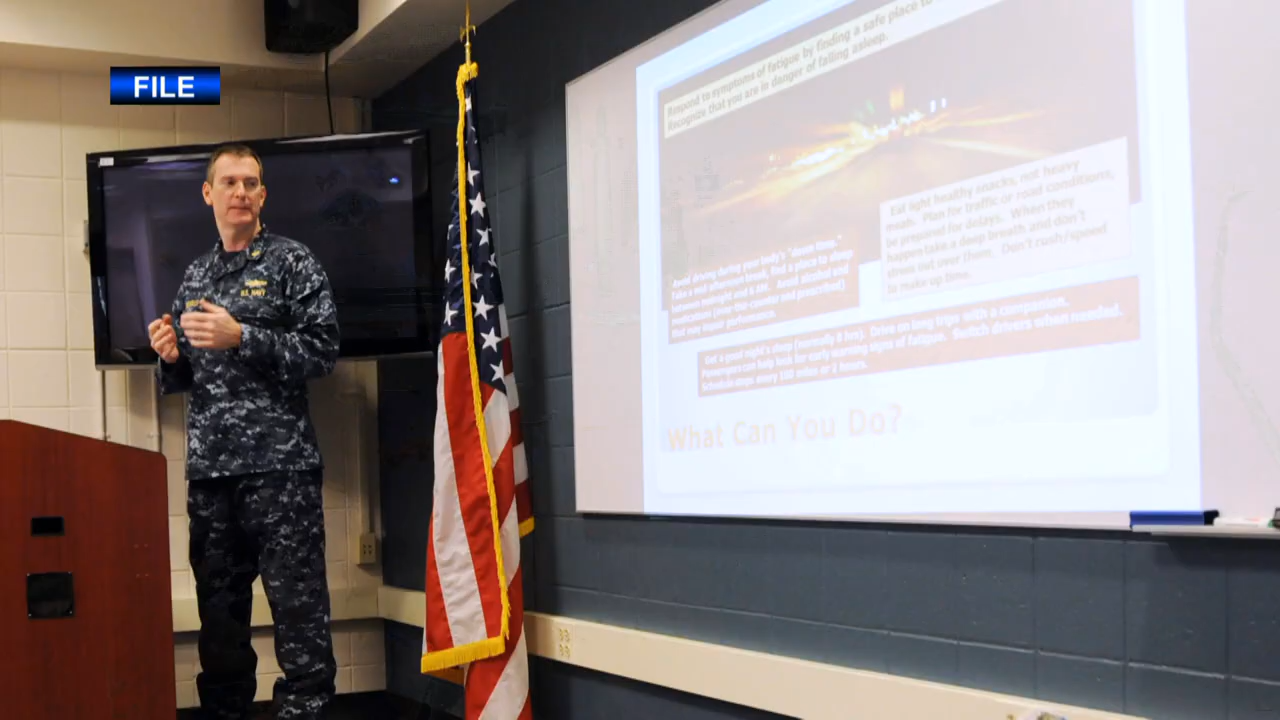 FILE
U.S. NAVY
Respond to symptoms of fatigue by finding a safe place to
Recognize that you are in danger of falling asleep.
Eat light healthy snacks, not heavy
meals. Plan for traffic or road conditions,
be prepared for delays. When they
happen take a deep breath and don't
stress out over them. Don't rush/speed
to make up time.
Avoid driving during your body's "down time."
Take a mid-afternoon break, find a place to sleep
between midnight and 6 AM. Avoid alcohol and
medications (over-the-counter and prescribed)
that may impair performance.
Get a good night's sleep (normally 8 hrs). Drive on long trips with a companion.
Passengers can help look for early warning signs of fatigue. Switch drivers when needed.
Schedule stops every 100 miles or 2 hours.
What Can You Do?